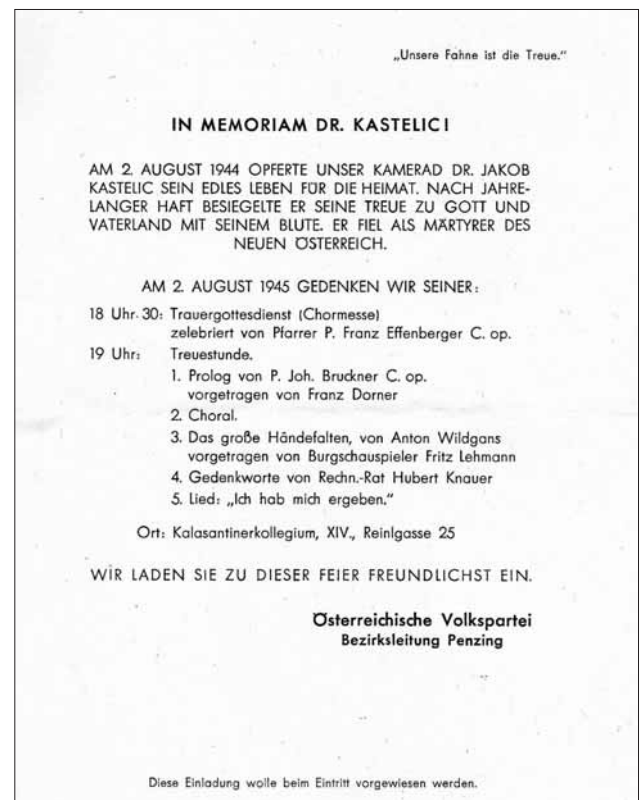 „Unsere Fahne ist die Treue.“
IN MEMORIAM DR. KASTELIC!
AM 2. AUGUST 1944 OPFERTE UNSER KAMERAD DR. JAKOB
KASTELIC SEIN EDLES LEBEN FÜR DIE HEIMAT. NACH JAHRE-
LANGER HAFT BESIEGELTE ER SEINE TREUE ZU GOTT UND
VATERLAND MIT SEINEM BLUTE. ER FIEL ALS MÄRTYRER DES
NEUEN ÖSTERREICH.
AM 2. AUGUST 1945 GEDENKEN WIR SEINER:
18 Uhr 30: Trauergottesdienst (Chormesse)
zelebriert von Pfarrer P. Franz Effenberger C. op.
19 Uhr: Treuestunde.
1. Prolog von P. Joh. Bruckner C. op.
vorgetragen von Franz Dorner
2. Choral.
3. Das große Händefalten, von Anton Wildgans
vorgetragen von Burgschauspieler Fritz Lehmann
4. Gedenkworte von Rechn.-Rat Hubert Knauer
5. Lied: „Ich hab mich ergeben.“
Ort: Kalasantinerkollegium, XIV., Reinlgasse 25
WIR LADEN SIE ZU DIESER FEIER FREUNDLICHST EIN.
Österreichische Volkspartei
Bezirksleitung Penzing
Diese Einladung wolle beim Eintritt vorgewiesen werden.